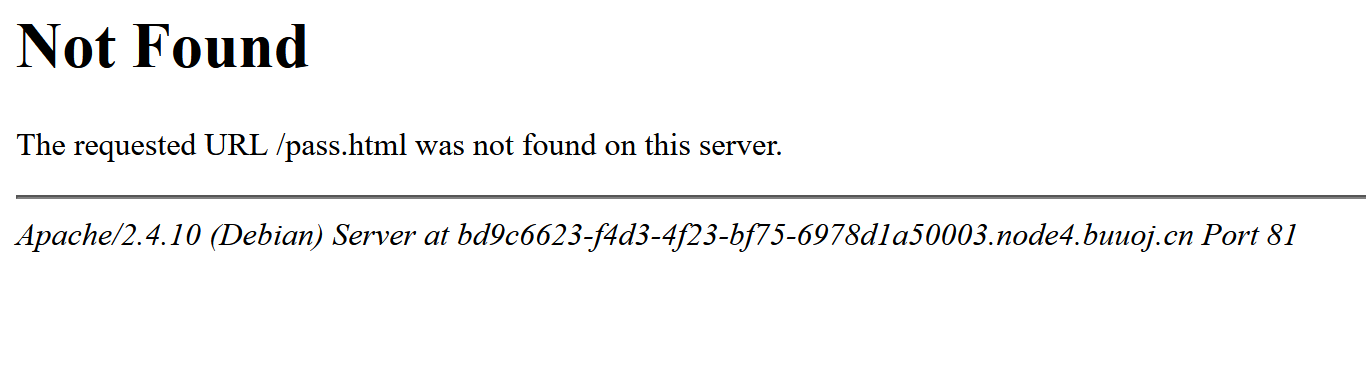 Not Found
The requested URL /pass.html was not found on this server.
Apache/2.4.10 (Debian) Server at bd9c6623-f4d3-4f23-bf75-6978d1a50003.node4.buuoj.cn Port 81